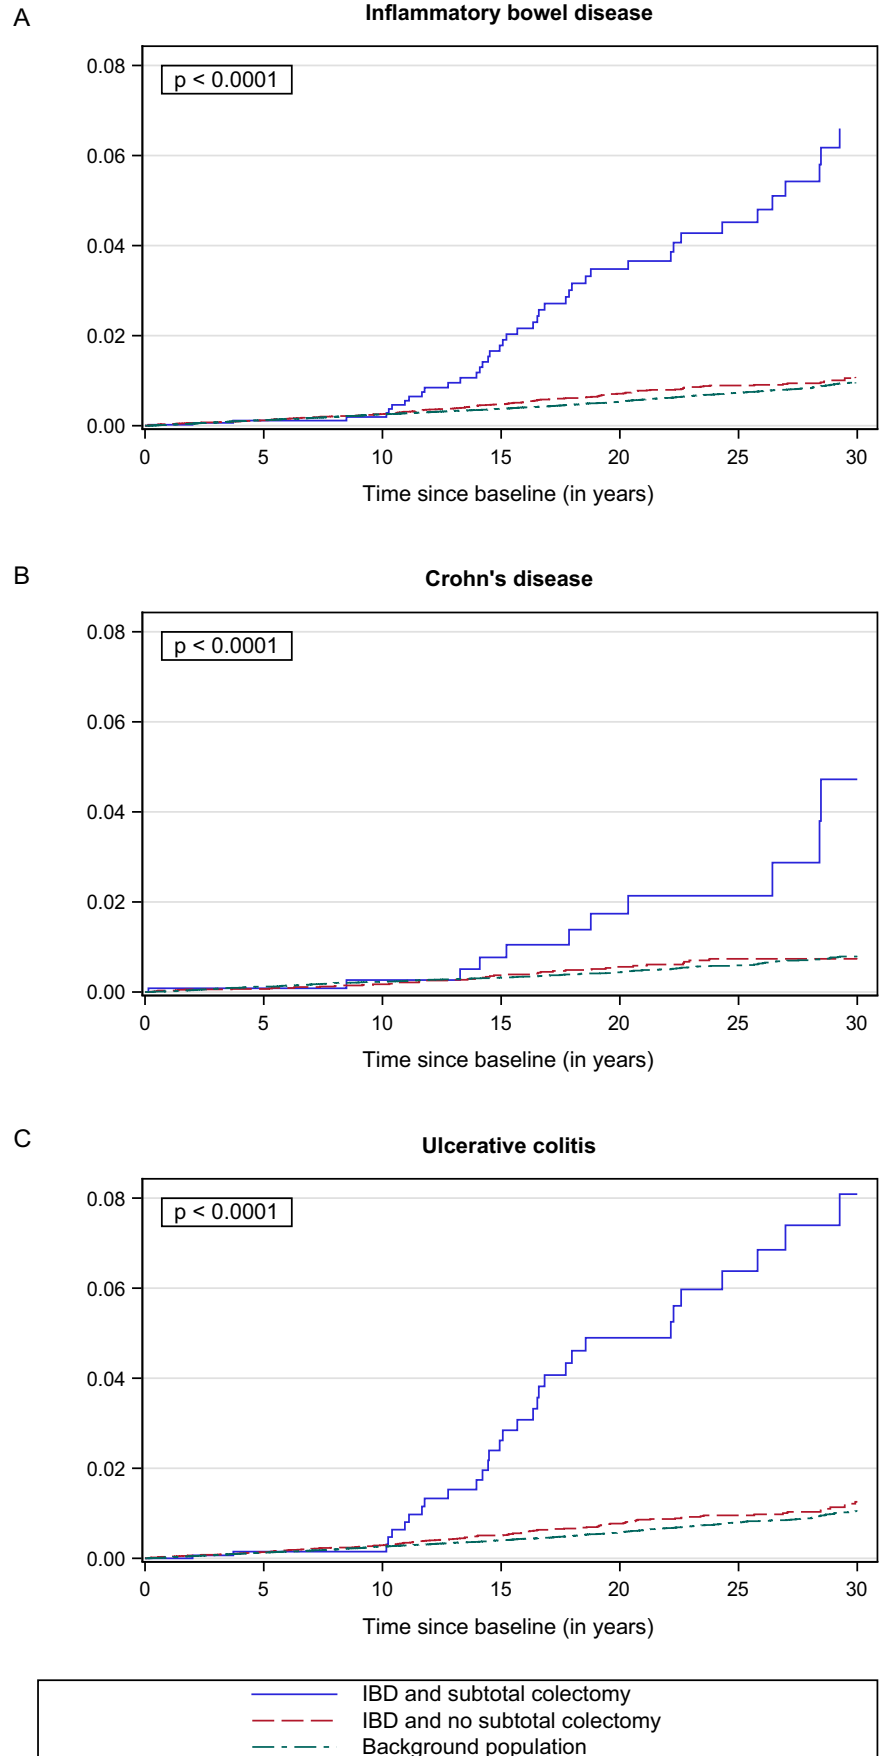 A
Inflammatory bowel disease
p < 0.0001
0.08
0.06
0.04
0.02
0.00
0 5 10 15 20 25 30
Time since baseline (in years)
B
Crohn's disease
p < 0.0001
0.08
0.06
0.04
0.02
0.00
0 5 10 15 20 25 30
Time since baseline (in years)
C
Ulcerative colitis
p < 0.0001
0.08
0.06
0.04
0.02
0.00
0 5 10 15 20 25 30
Time since baseline (in years)
IBD and subtotal colectomy
IBD and no subtotal colectomy
Background population